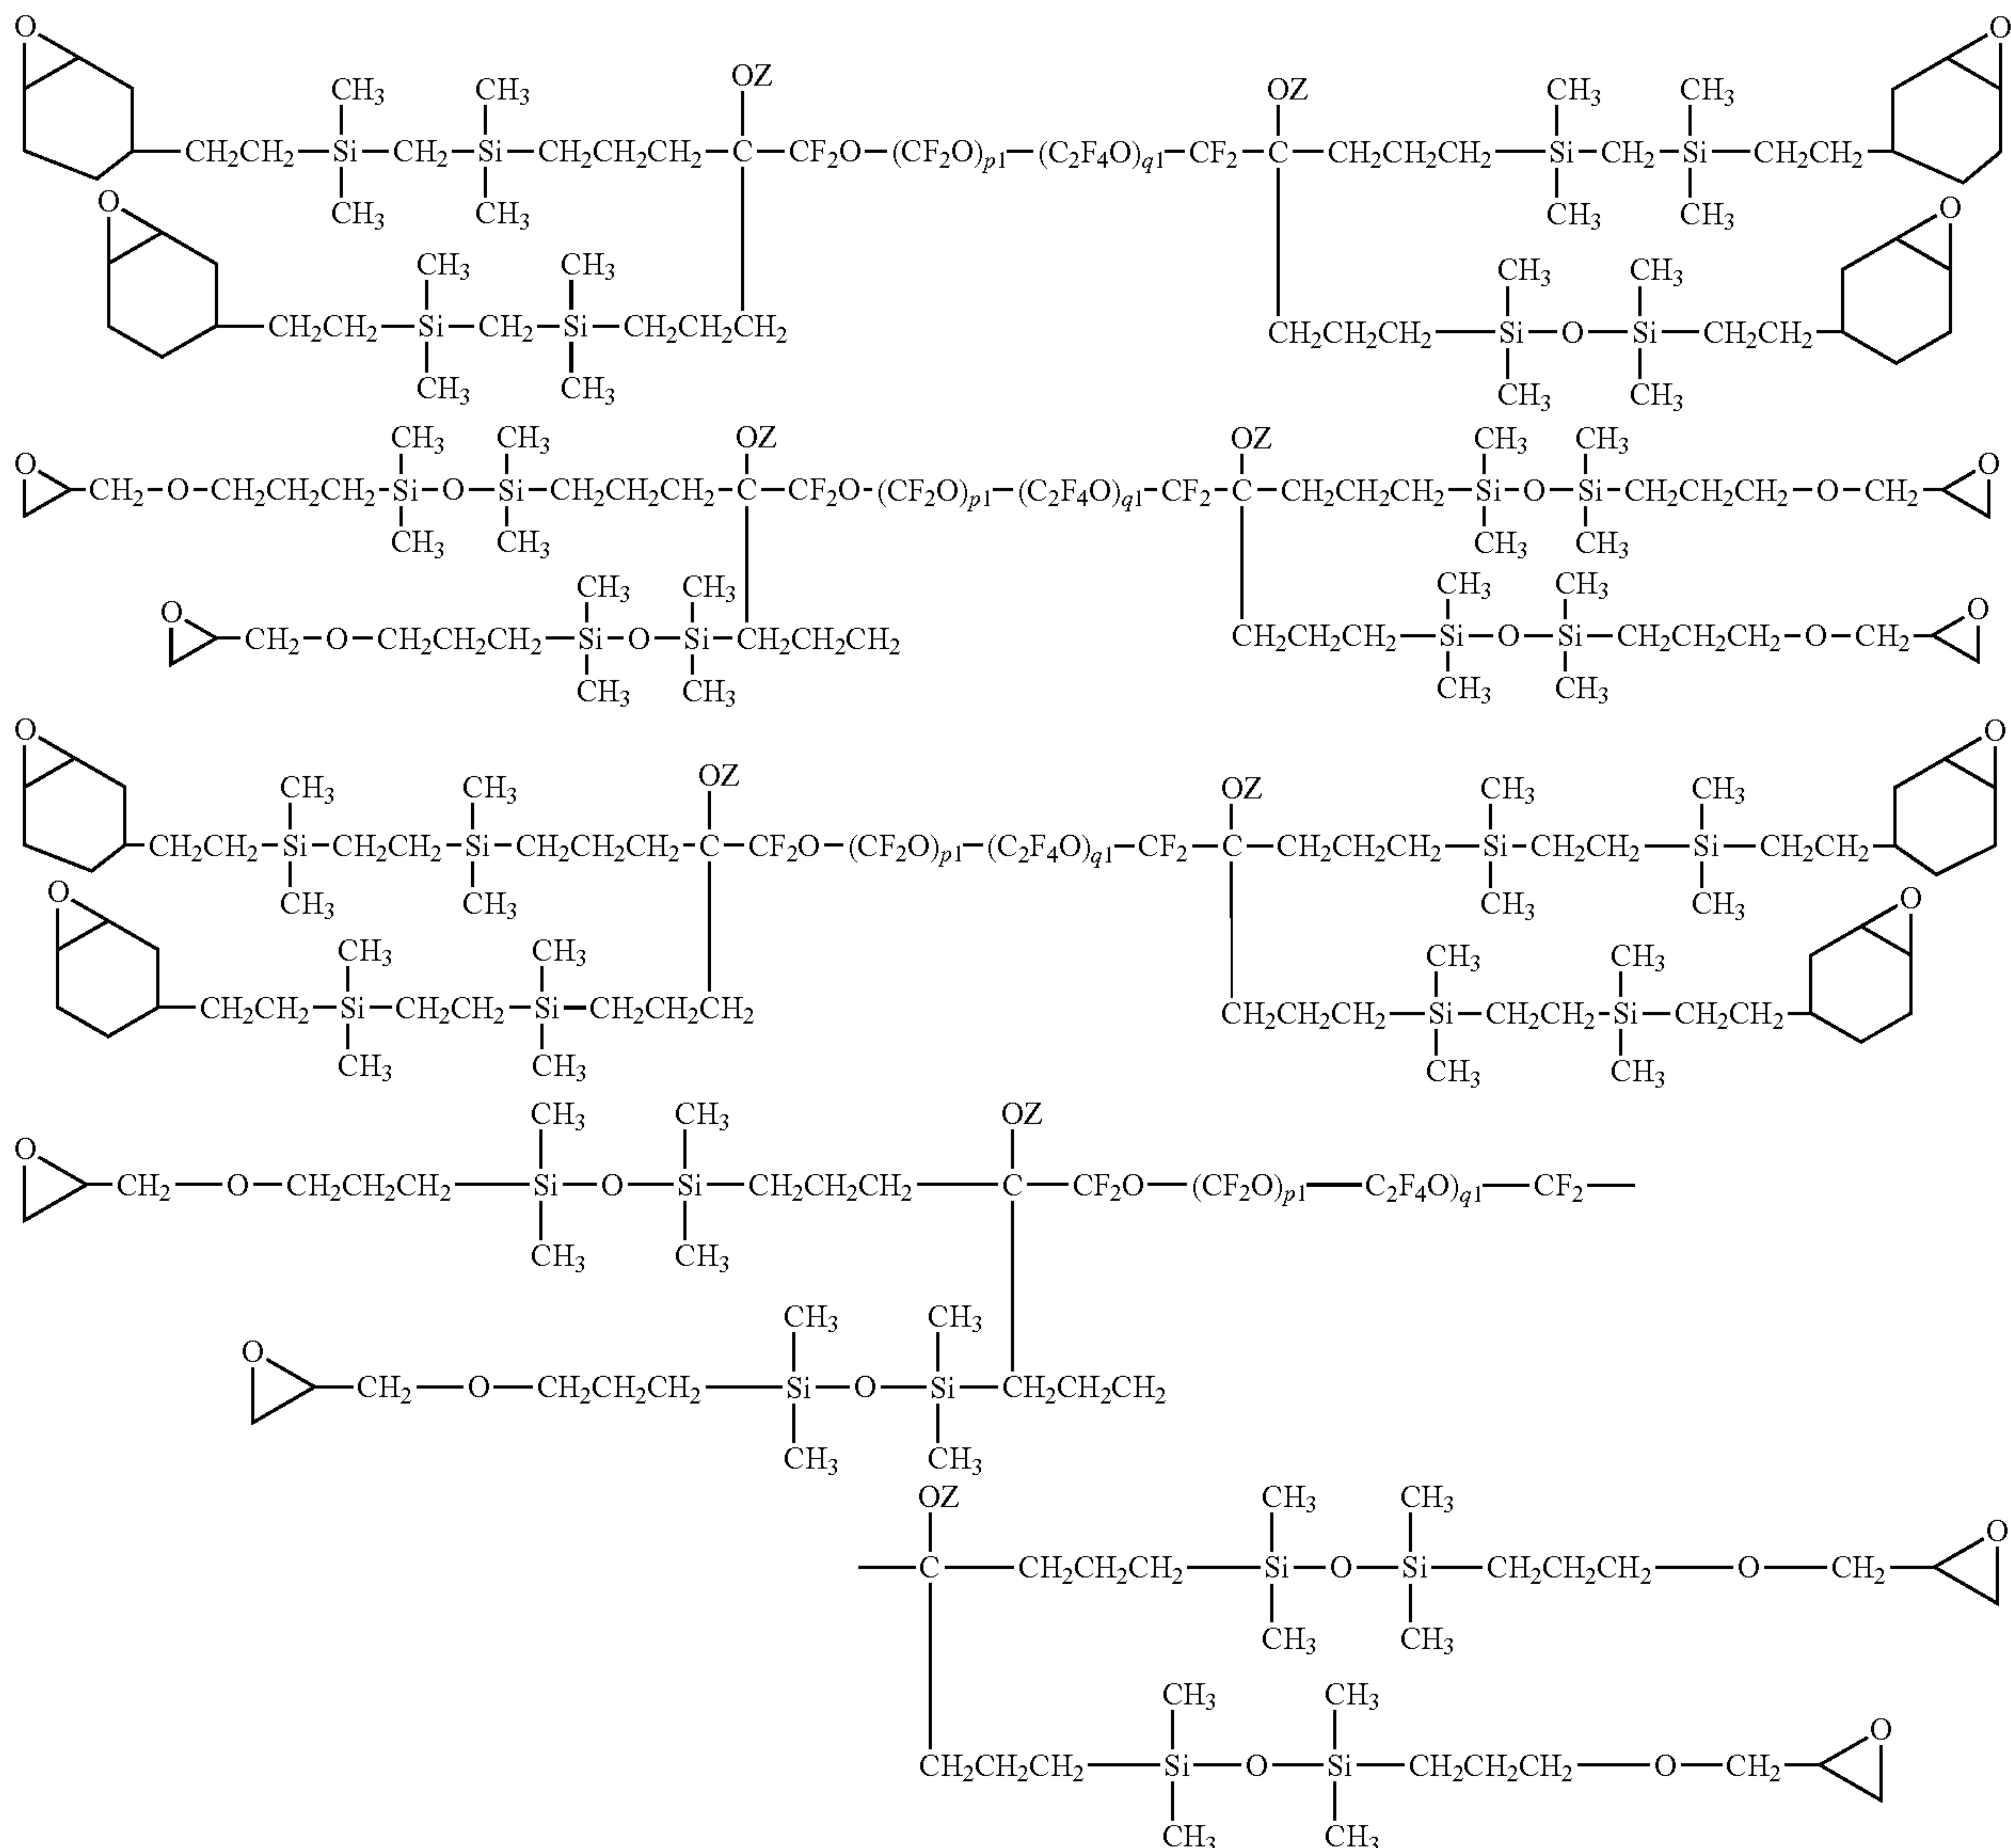 O OZ OZ O
CH3 CH3 CH3 CH3
CH2CH2—Si—CH2—Si—CH2CH2CH2—C—CF2O—(CF2O)p1—(C2F4O)q1—CF2—C—CH2CH2CH2—Si—CH2—Si—CH2CH2
CH3 CH3 CH3 CH3
O O
CH3 CH3 CH3 CH3
CH2CH2—Si—CH2—Si—CH2CH2CH2 CH2CH2CH2—Si—O—Si—CH2CH2
CH3 CH3 CH3 CH3
CH3 CH3 OZ OZ CH3 CH3
O O
CH2—O—CH2CH2CH2—Si—O—Si—CH2CH2CH2—C—CF2O—(CF2O)p1—(C2F4O)q1—CF2—C—CH2CH2CH2—Si—O—Si—CH2CH2CH2—O—CH2
CH3 CH3 CH3 CH3
CH3 CH3 CH3 CH3
O O
CH2—O—CH2CH2CH2—Si—O—Si—CH2CH2CH2 CH2CH2CH2—Si—O—Si—CH2CH2CH2—O—CH2
CH3 CH3 CH3 CH3
O O
CH3 CH3 OZ OZ CH3 CH3
CH2CH2—Si—CH2CH2—Si—CH2CH2CH2—C—CF2O—(CF2O)p1—(C2F4O)q1—CF2—C—CH2CH2CH2—Si—CH2CH2—Si—CH2CH2
CH3 CH3 CH3 CH3
O O
CH3 CH3 CH3 CH3
CH2CH2—Si—CH2CH2—Si—CH2CH2CH2 CH2CH2CH2—Si—CH2CH2—Si—CH2CH2
CH3 CH3 CH3 CH3
CH3 CH3 OZ
O
CH2—O—CH2CH2CH2—Si—O—Si—CH2CH2CH2—C—CF2O—(CF2O)p1—C2F4O)q1—CF2—
CH3 CH3
CH3 CH3
O
CH2—O—CH2CH2CH2—Si—O—Si—CH2CH2CH2
CH3 CH3
OZ CH3 CH3
O
—C—CH2CH2CH2—Si—O—Si—CH2CH2CH2—O—CH2
CH3 CH3
CH3 CH3
O
CH2CH2CH2—Si—O—Si—CH2CH2CH2—O—CH2
CH3 CH3